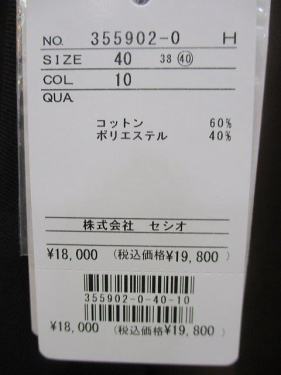 NO. 355902-0 H
SIZE 40 38 40
COL. 10
QUA.
コットン 60%
ポリエステル 40%
株式会社 セシオ
¥18,000 (税込価格¥19,800)
355902-0-40-10
¥18,000 (税込価格¥19,800)